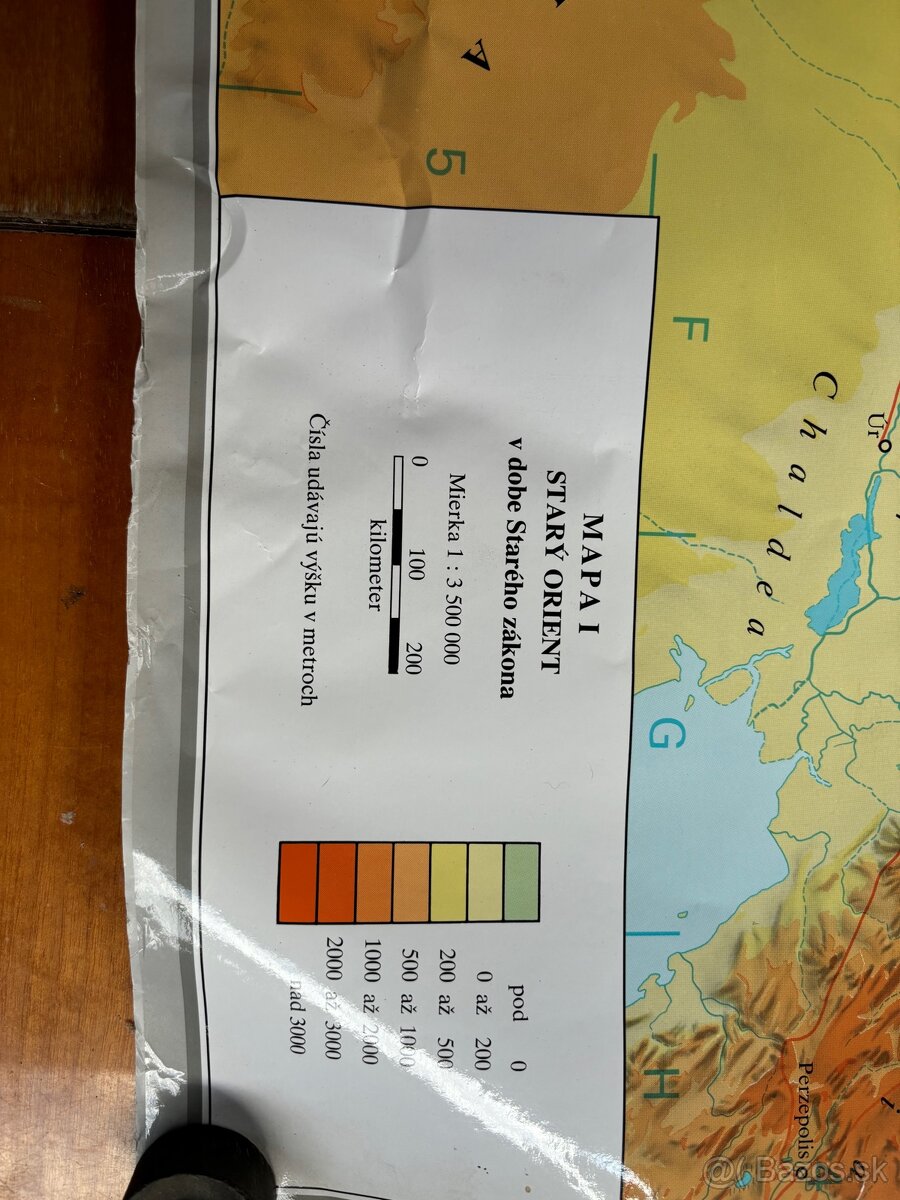 MAPA I
STARÝ ORIENT
v dobe Starého zákona
Mierka 1 : 3 500 000
0 100 200
kilometer
Čísla udávajú výšku v metroch
pod 0
0 až 200
200 až 500
500 až 1000
1000 až 2000
2000 až 3000
nad 3000
A
5
F
G
H
Chaldea
Úr
Perzepolis
i
@ Bazos.sk